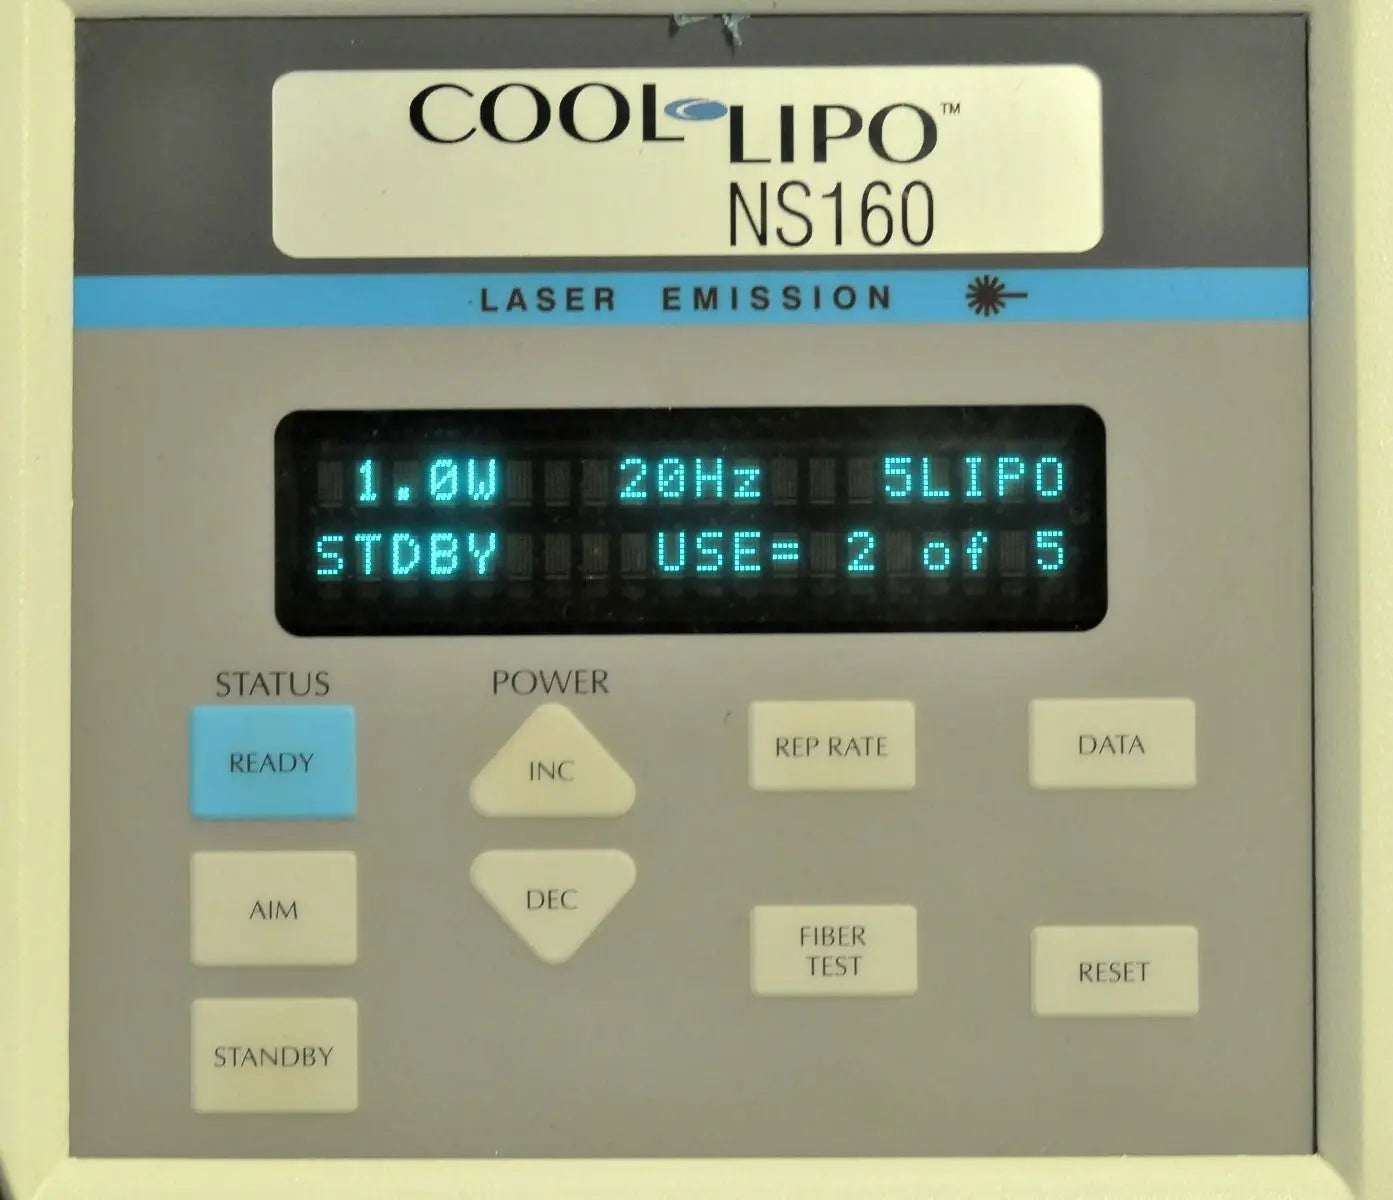 COOL LIPO™
NS160
LASER EMISSION
1.0W 20Hz 5LIPO
STDBY USE= 2 of 5
STATUS POWER
READY INC REP RATE DATA
AIM DEC
FIBER
TEST
RESET
STANDBY